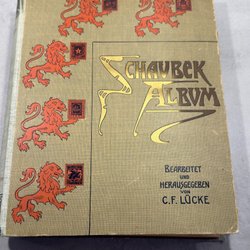 SCHAUBEK
ALBUM
BEARBEITET
UND
HERAUSGEGEBEN
VON
C.F. LÜCKE